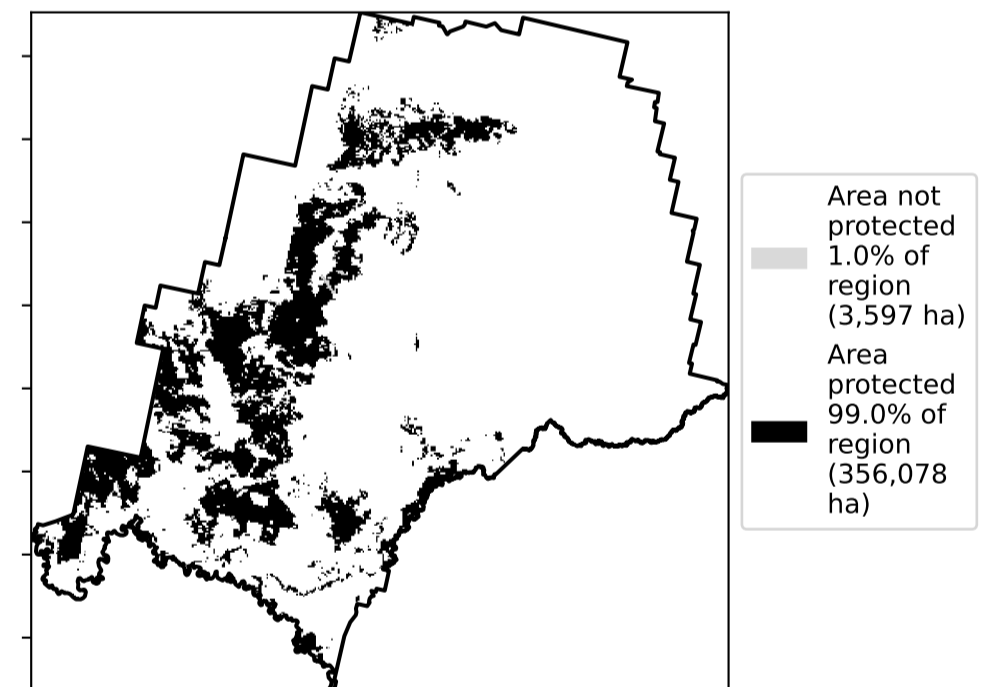 Area not
protected
1.0% of
region
(3,597 ha)
Area
protected
99.0% of
region
(356,078
ha)